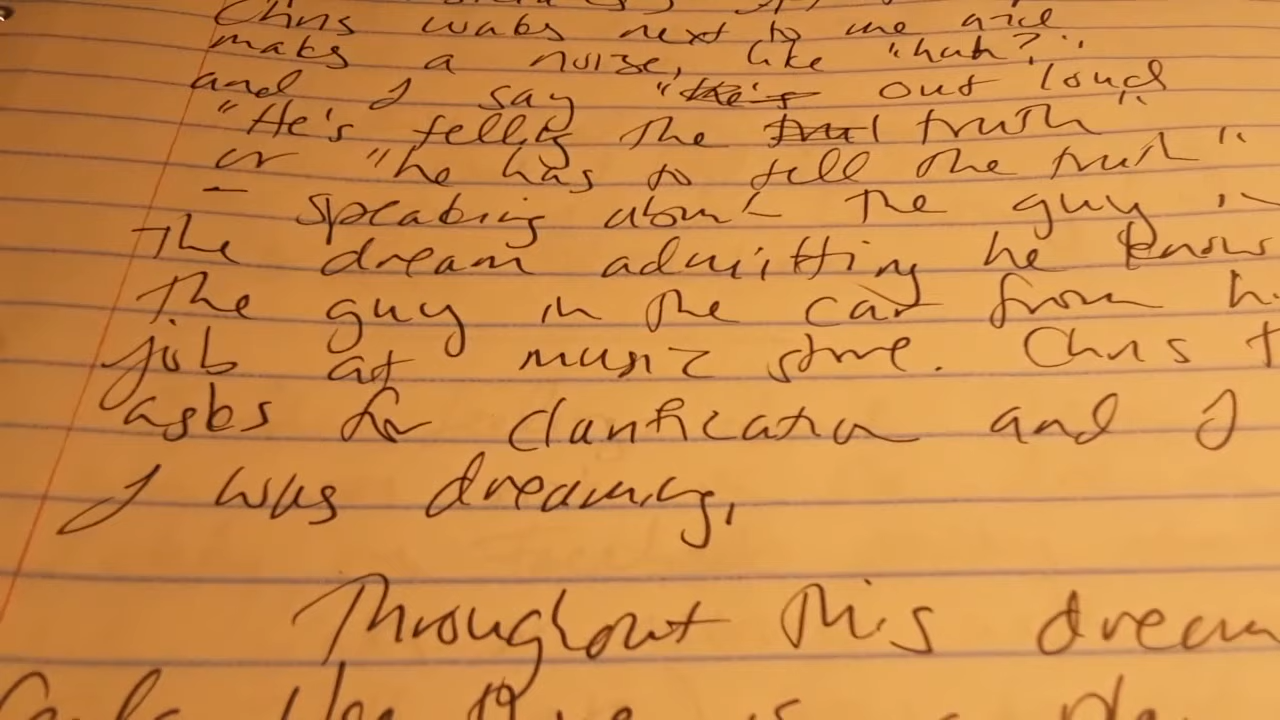 Chris wakes next to me and
makes a noise, like "huh?"
and I say "He's out loud
"He's telling the truth"
or "he has to tell the truth"
- speaking about the guy in
the dream admitting he knows
the guy in the car from h
job at music store. Chris t
asks for clarification and I
I was dreaming.
Throughout this dream